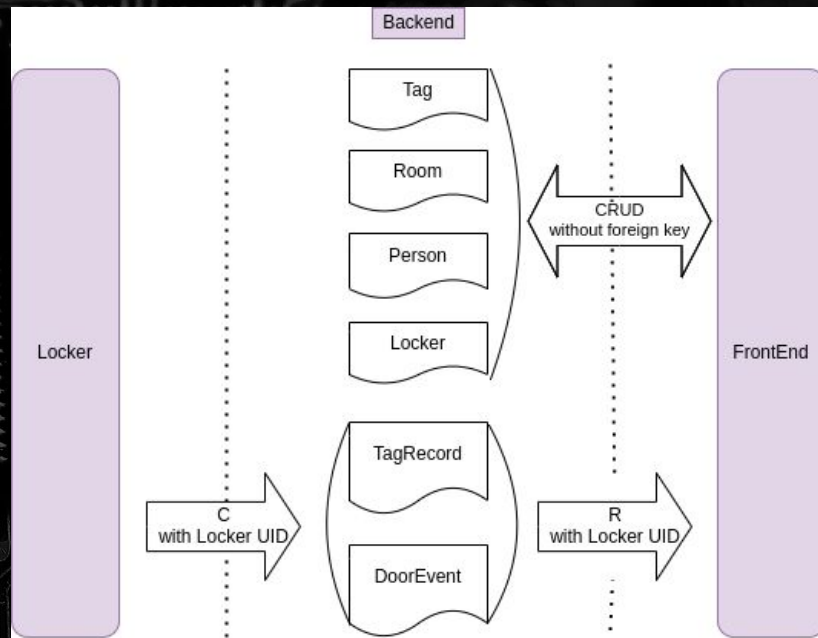 Backend
Tag
Room
Person
Locker
CRUD
without foreign key
Locker
FrontEnd
TagRecord
C
with Locker UID
R
with Locker UID
DoorEvent